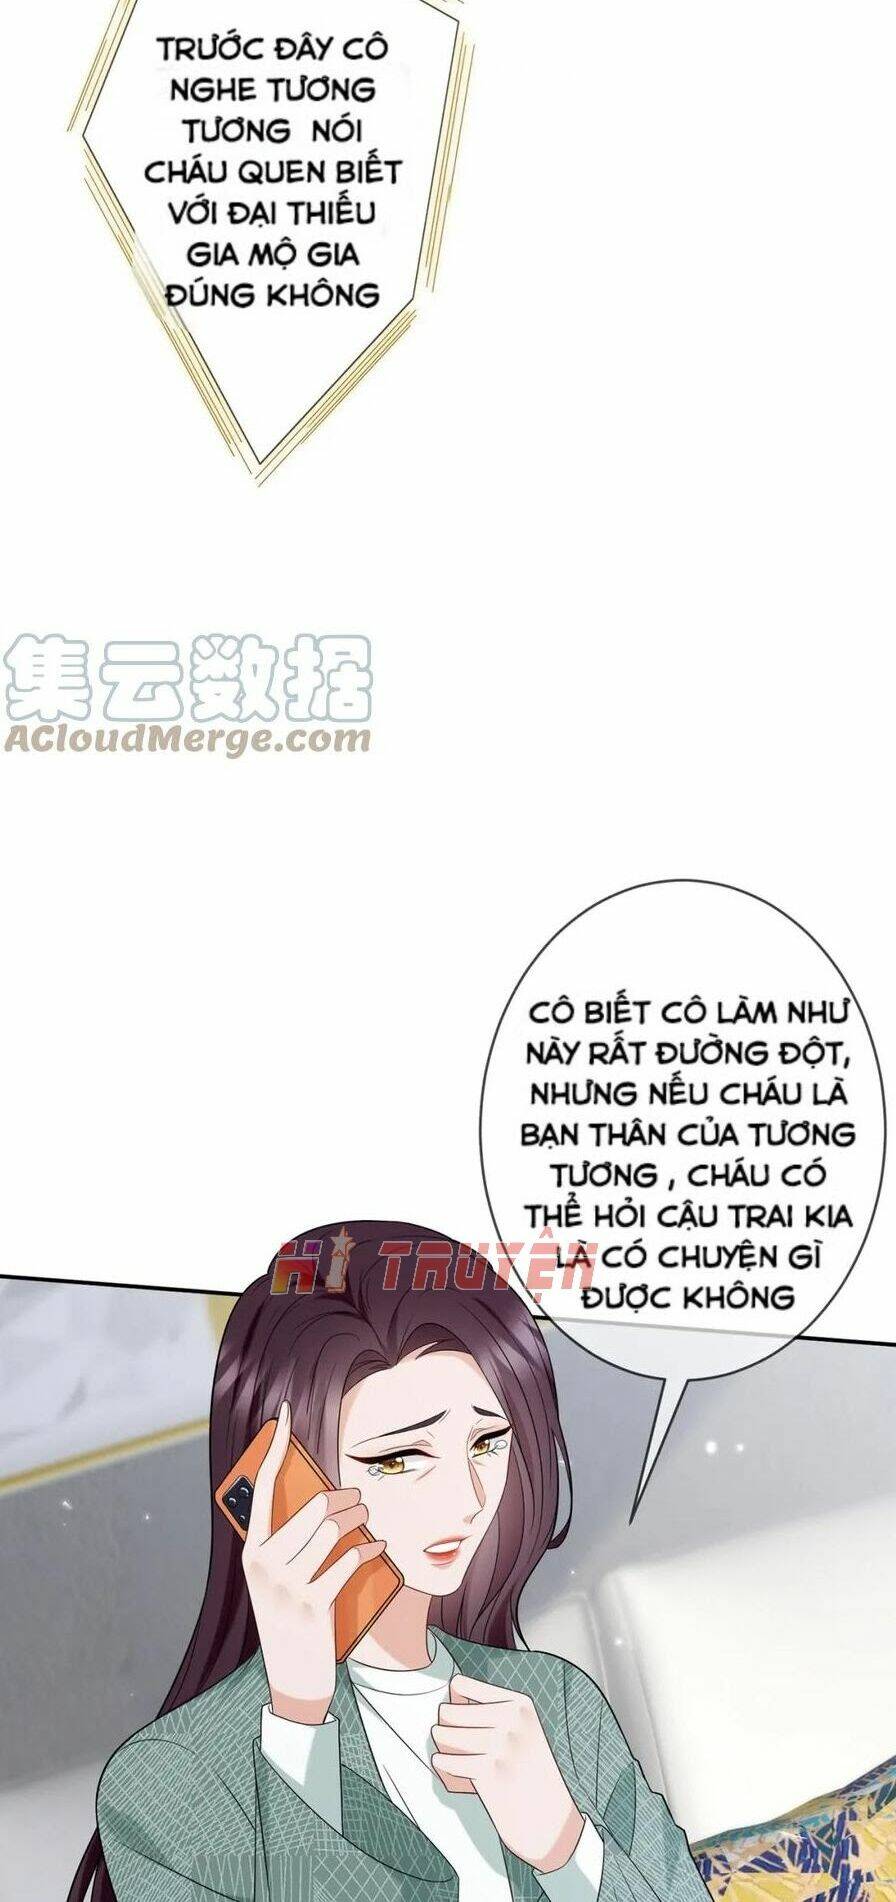 TRƯỚC ĐÂY CÔ
NGHE TƯƠNG
TƯƠNG NÓI
CHÁU QUEN BIẾT
VỚI ĐẠI THIẾU
GIA MỘ GIA
ĐÚNG KHÔNG
集云数据
ACloudMerge.com
CÔ BIẾT CÔ LÀM NHƯ
NÀY RẤT ĐƯỜNG ĐỘT,
NHƯNG NẾU CHÁU LÀ
BẠN THÂN CỦA TƯƠNG
TƯƠNG , CHÁU CÓ
THỂ HỎI CẬU TRAI KIA
LÀ CÓ CHUYỆN GÌ
ĐƯỢC KHÔNG
HI TRUYỆN